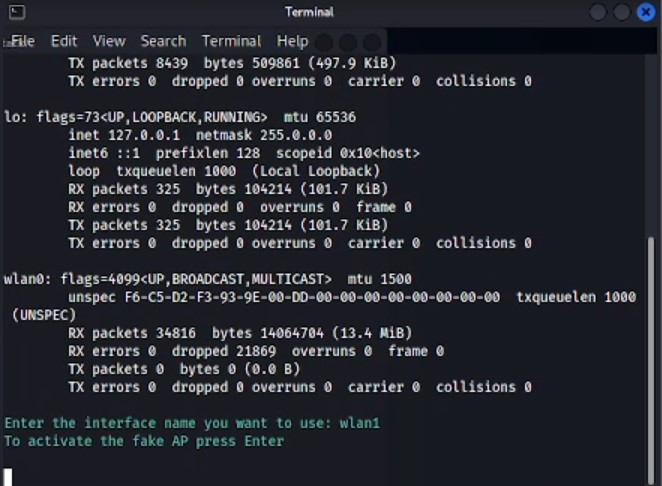 Terminal
File Edit View Search Terminal Help
TX packets 8439 bytes 509861 (497.9 KiB)
TX errors 0 dropped 0 overruns 0 carrier 0 collisions 0
lo: flags=73<UP,LOOPBACK,RUNNING> mtu 65536
inet 127.0.0.1 netmask 255.0.0.0
inet6 ::1 prefixlen 128 scopeid 0x10<host>
loop txqueuelen 1000 (Local Loopback)
RX packets 325 bytes 104214 (101.7 KiB)
RX errors 0 dropped 0 overruns 0 frame 0
TX packets 325 bytes 104214 (101.7 KiB)
TX errors 0 dropped 0 overruns 0 carrier 0 collisions 0
wlan0: flags=4099<UP,BROADCAST,MULTICAST> mtu 1500
unspec F6-C5-D2-F3-93-9E-00-DD-00-00-00-00-00-00-00-00 txqueuelen 1000
(UNSPEC)
RX packets 34816 bytes 14064704 (13.4 MiB)
RX errors 0 dropped 21869 overruns 0 frame 0
TX packets 0 bytes 0 (0.0 B)
TX errors 0 dropped 0 overruns 0 carrier 0 collisions 0
Enter the interface name you want to use: wlan1
To activate the fake AP press Enter